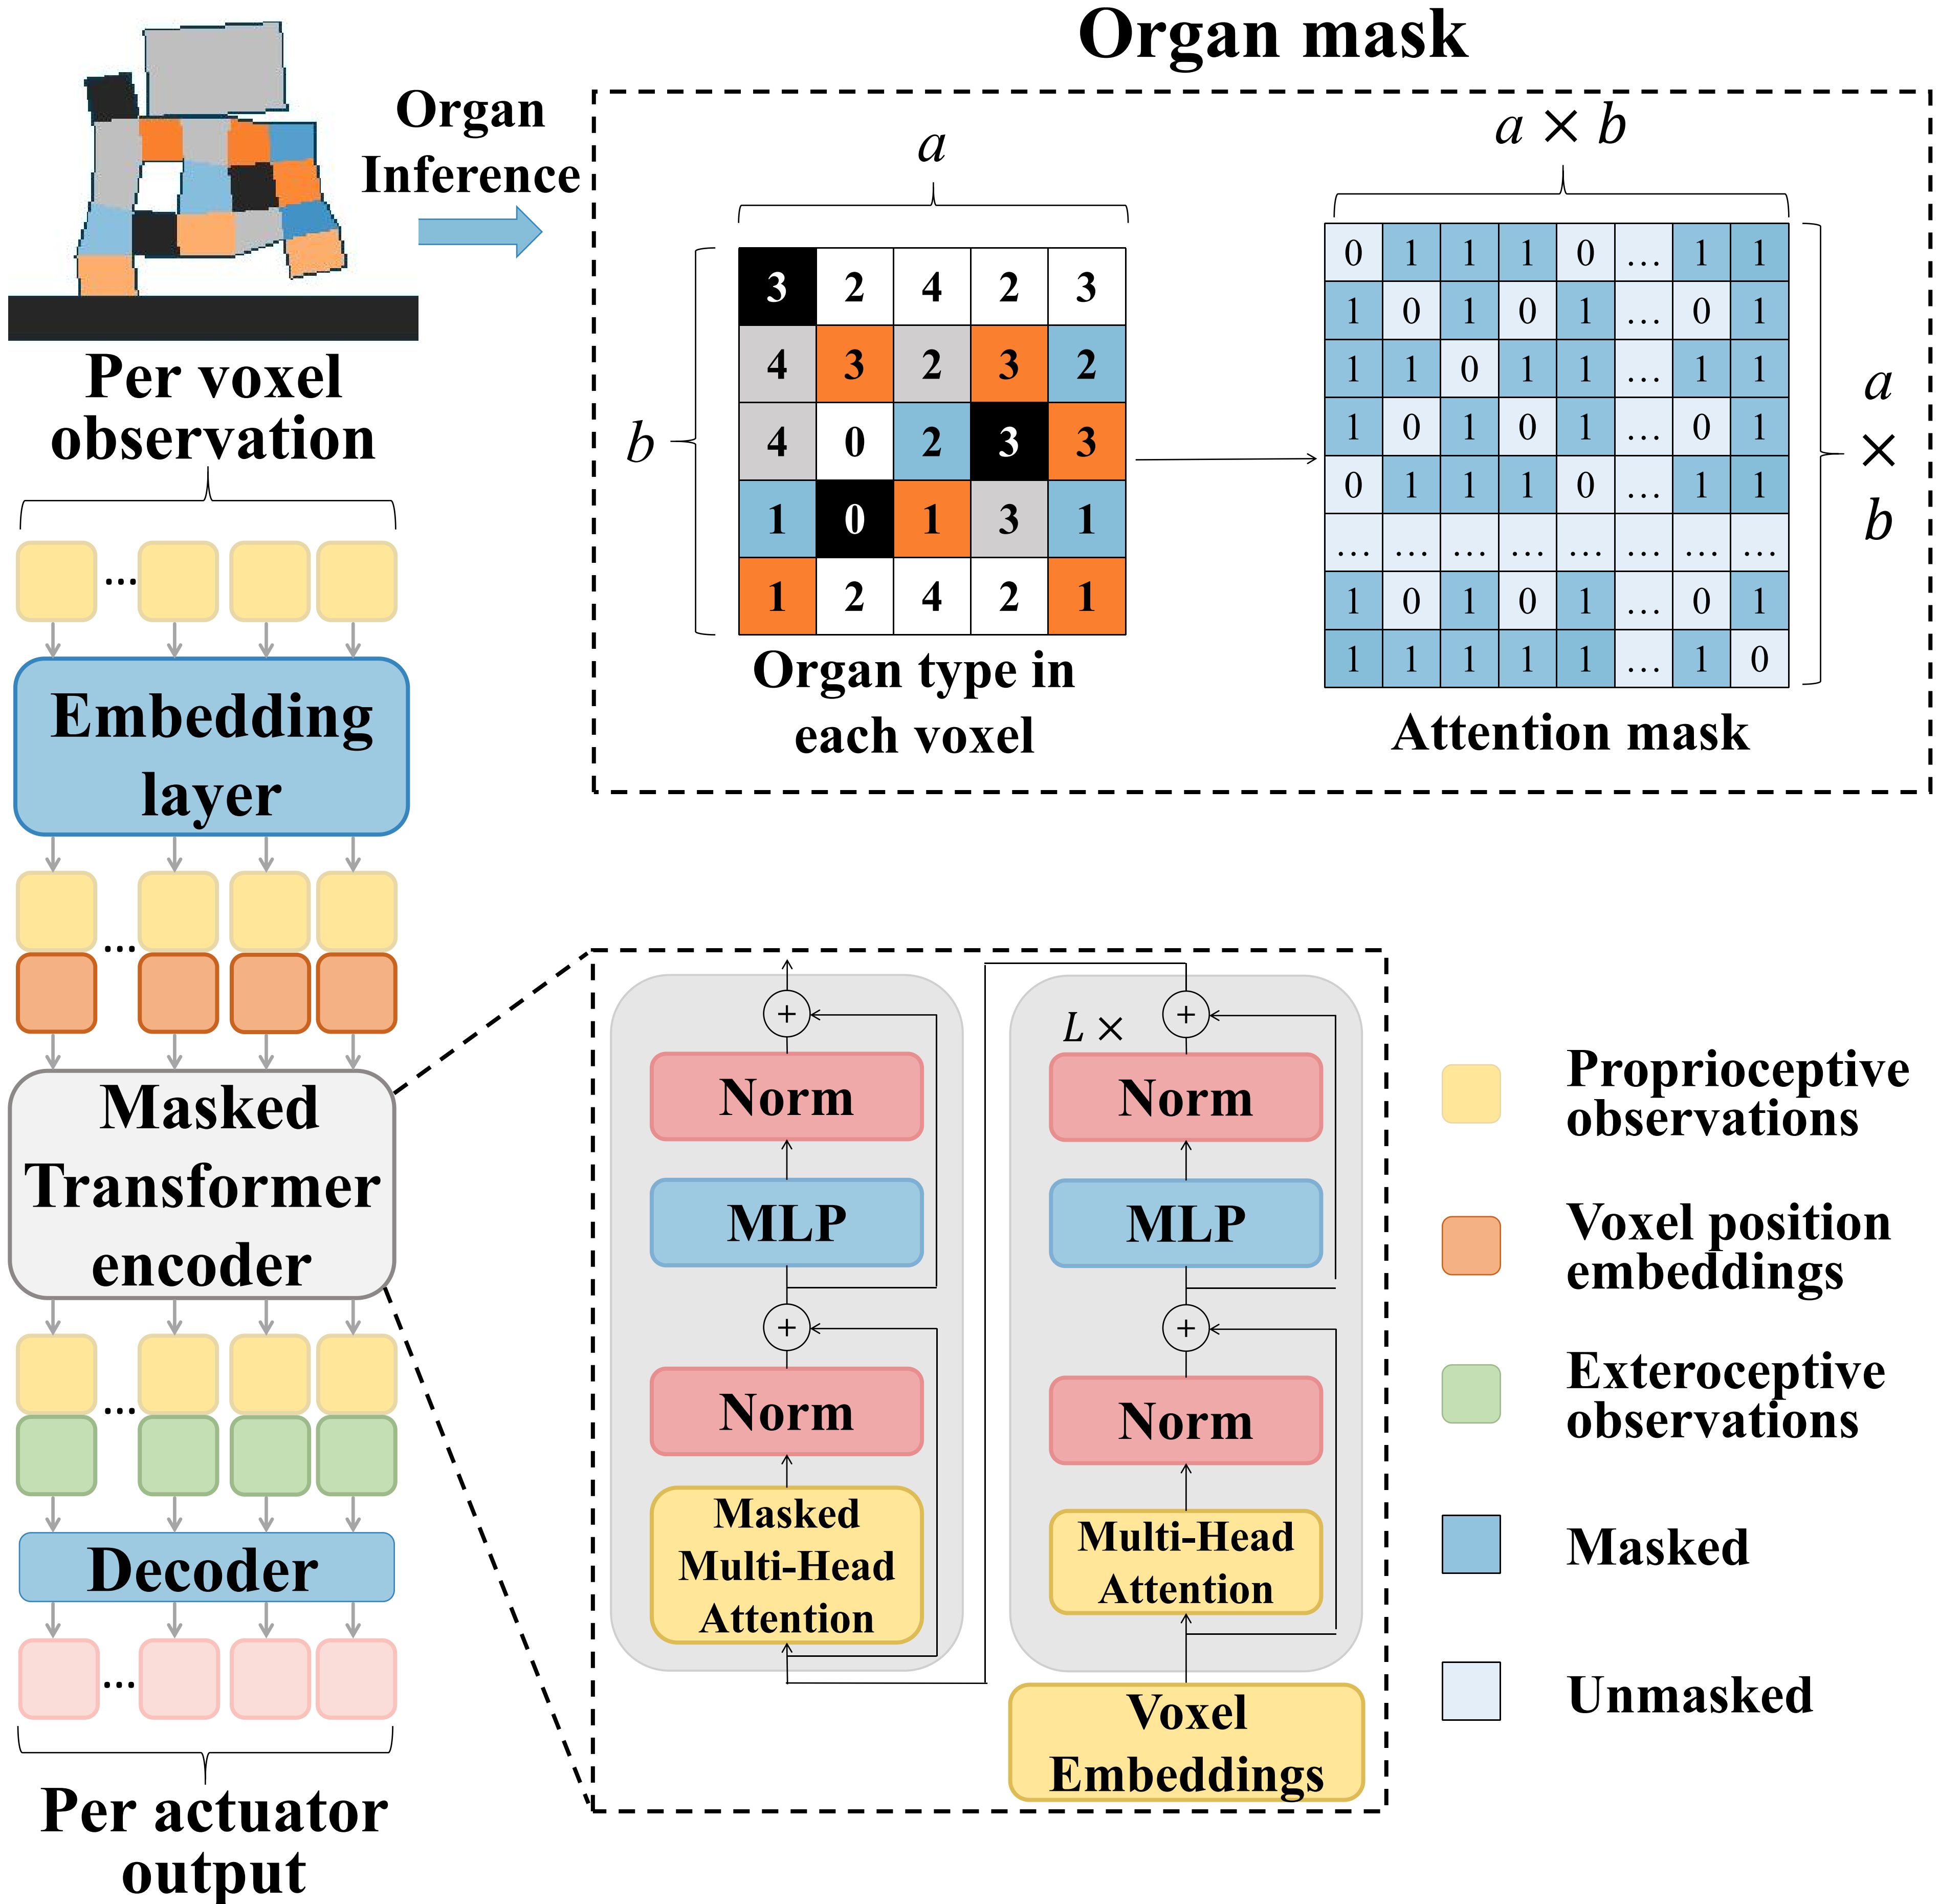 Organ mask
Organ
Inference
a
b
3 2 4 2 3
4 3 2 3 2
4 0 2 3 3
1 0 1 3 1
1 2 4 2 1
Organ type in
each voxel
a × b
0 1 1 1 0 … 1 1
1 0 1 0 1 … 0 1
1 1 0 1 1 … 1 1
1 0 1 0 1 … 0 1
0 1 1 1 0 … 1 1
… … … … … … … …
1 0 1 0 1 … 0 1
1 1 1 1 1 … 1 0
a
×
b
Attention mask
Per voxel
observation
...
Embedding
layer
...
Masked
Transformer
encoder
...
Decoder
...
Per actuator
output
+
Norm
MLP
+
Norm
Masked
Multi-Head
Attention
L ×
+
Norm
MLP
+
Norm
Multi-Head
Attention
Voxel
Embeddings
Proprioceptive
observations
Voxel position
embeddings
Exteroceptive
observations
Masked
Unmasked